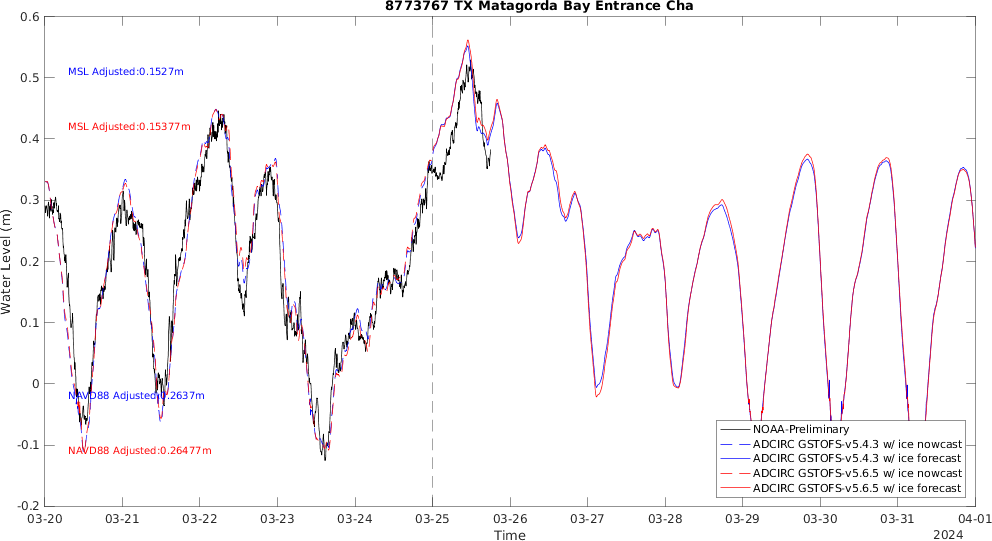 8773767 TX Matagorda Bay Entrance Cha
0.6
0.5
0.4
0.3
0.2
0.1
0
-0.1
-0.2
Water Level (m)
MSL Adjusted:0.1527m
MSL Adjusted:0.15377m
NAVD88 Adjusted:0.2637m
NAVD88 Adjusted:0.26477m
NOAA-Preliminary
ADCIRC GSTOFS-v5.4.3 w/ ice nowcast
ADCIRC GSTOFS-v5.4.3 w/ ice forecast
ADCIRC GSTOFS-v5.6.5 w/ ice nowcast
ADCIRC GSTOFS-v5.6.5 w/ ice forecast
03-20 03-21 03-22 03-23 03-24 03-25 03-26 03-27 03-28 03-29 03-30 03-31 04-01
Time
2024